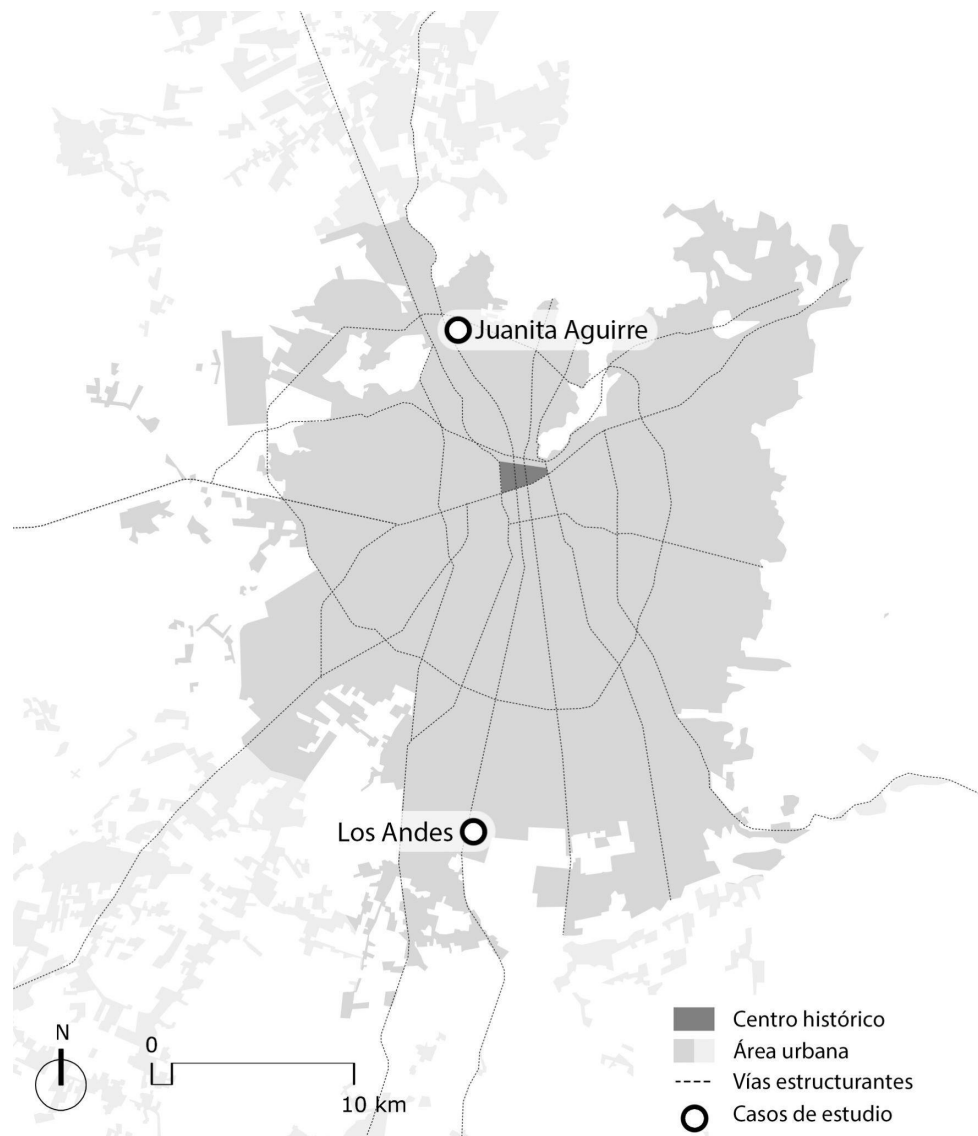 Juanita Aguirre
Los Andes
N
0
10 km
Centro histórico
Área urbana
Vías estructurantes
Casos de estudio